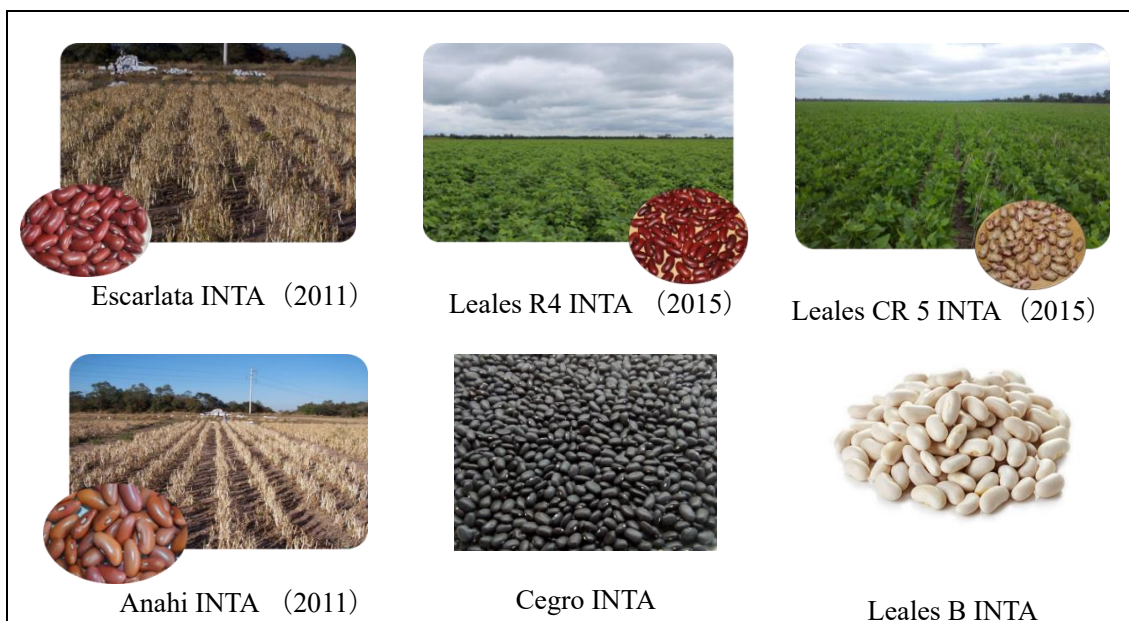 Escarlata INTA （2011）
Leales R4 INTA （2015）
Leales CR 5 INTA （2015）
Anahi INTA （2011）
Cegro INTA
Leales B INTA